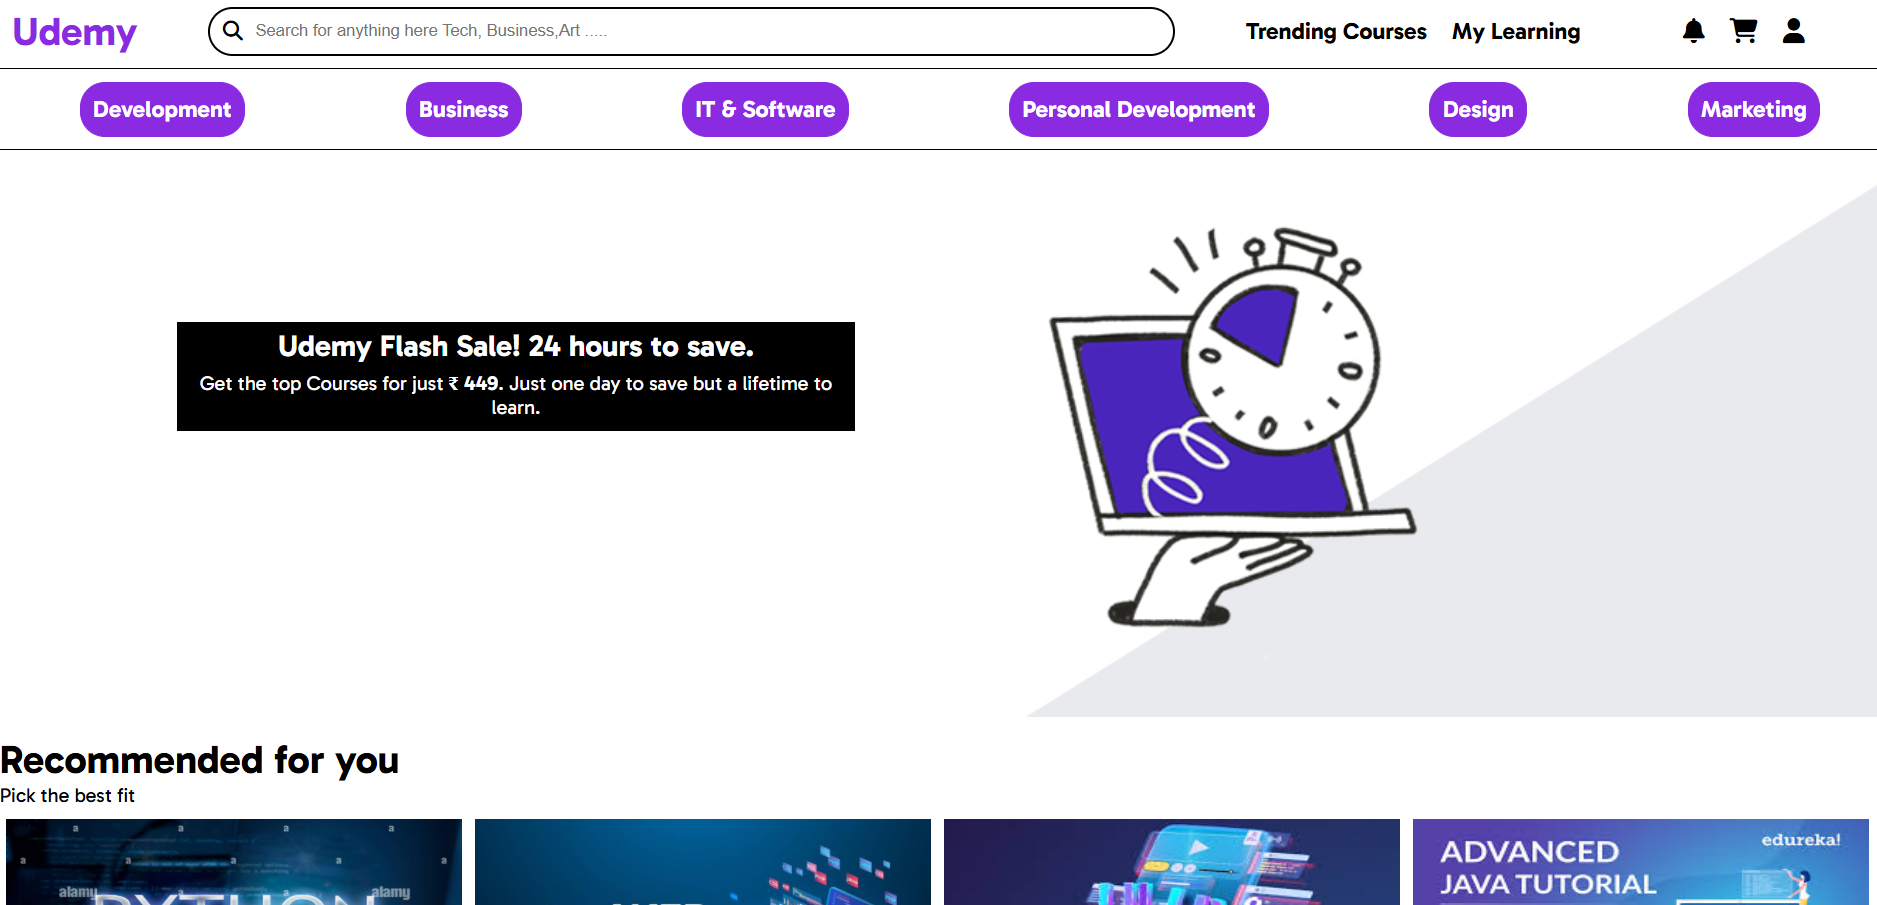 Udemy
Search for anything here Tech, Business,Art .....
Trending Courses
My Learning
Development
Business
IT & Software
Personal Development
Design
Marketing
Udemy Flash Sale! 24 hours to save.
Get the top Courses for just ₹ 449. Just one day to save but a lifetime to
learn.
Recommended for you
Pick the best fit
a a a a
a a a a a
alamy a alamy
PYTHON
WEB
edureka!
ADVANCED
JAVA TUTORIAL